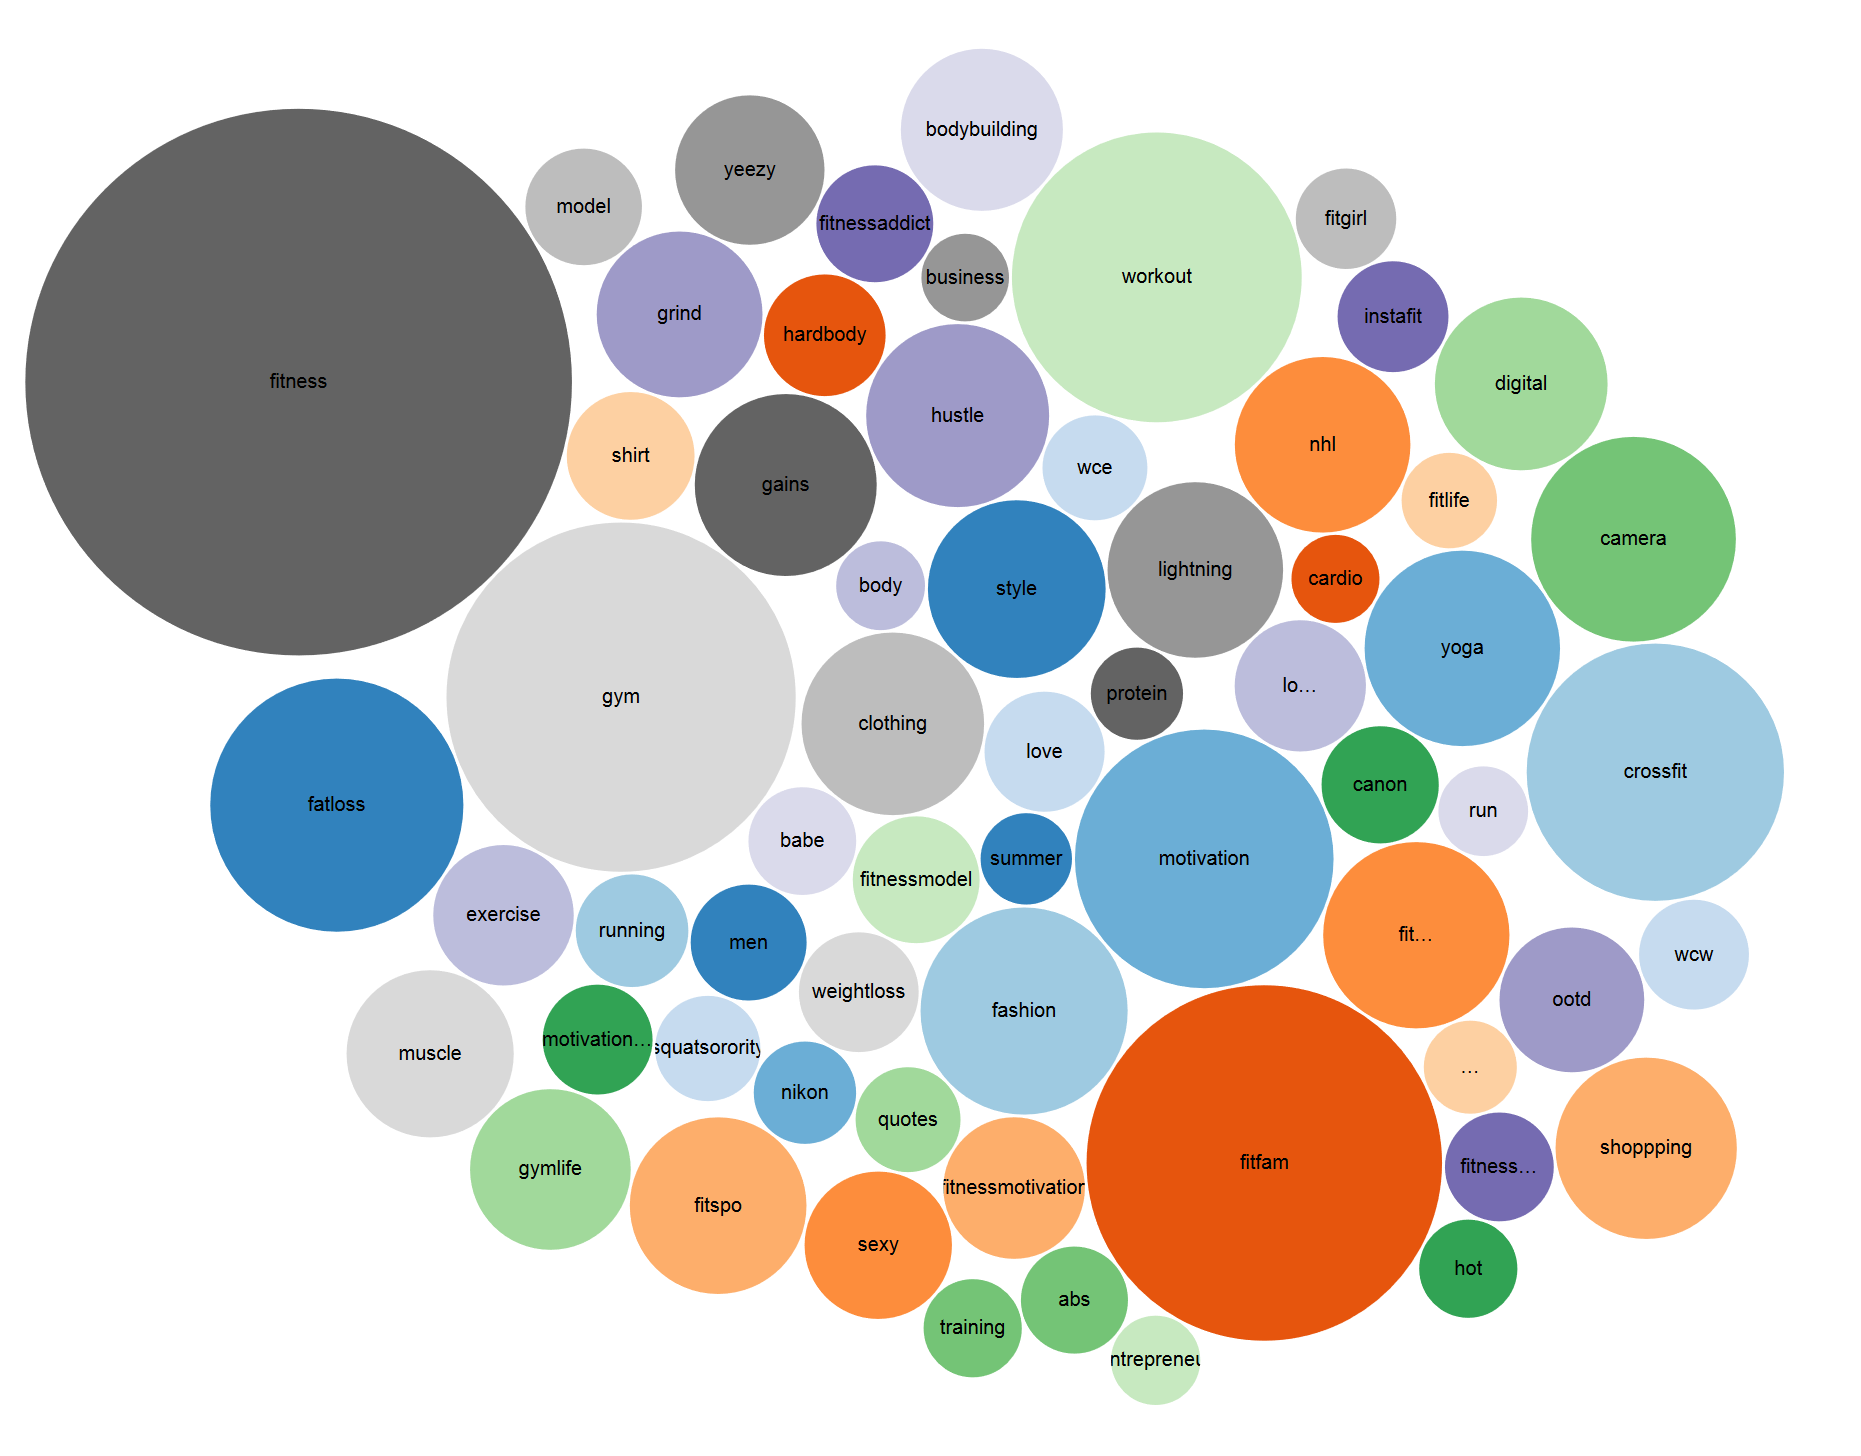 bodybuilding
yeezy
model
fitnessaddict
fitgirl
business
workout
grind
instafit
hardbody
fitness
digital
hustle
nhl
shirt
wce
gains
fitlife
camera
lightning
cardio
body
style
yoga
lo...
protein
gym
clothing
love
crossfit
canon
fatloss
run
babe
summer
motivation
fitnessmodel
exercise
running
fit...
men
wcw
weightloss
ootd
fashion
motivation...
squatsorority
muscle
...
nikon
quotes
shoppping
fitfam
fitness...
gymlife
fitnessmotivation
fitspo
sexy
hot
abs
training
ntrepreneu